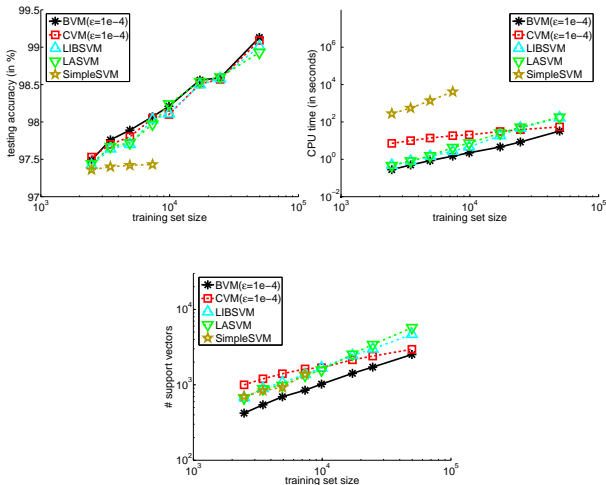 testing accuracy (in %)
99.5
99
98.5
98
97.5
97
BVM(ε=1e−4)
CVM(ε=1e−4)
LIBSVM
LASVM
SimpleSVM
10^3
10^4
10^5
training set size
CPU time (in seconds)
10^6
10^4
10^2
10^0
10^−2
BVM(ε=1e−4)
CVM(ε=1e−4)
LIBSVM
LASVM
SimpleSVM
10^3
10^4
10^5
training set size
# support vectors
10^4
10^3
10^2
BVM(ε=1e−4)
CVM(ε=1e−4)
LIBSVM
LASVM
SimpleSVM
10^3
10^4
10^5
training set size